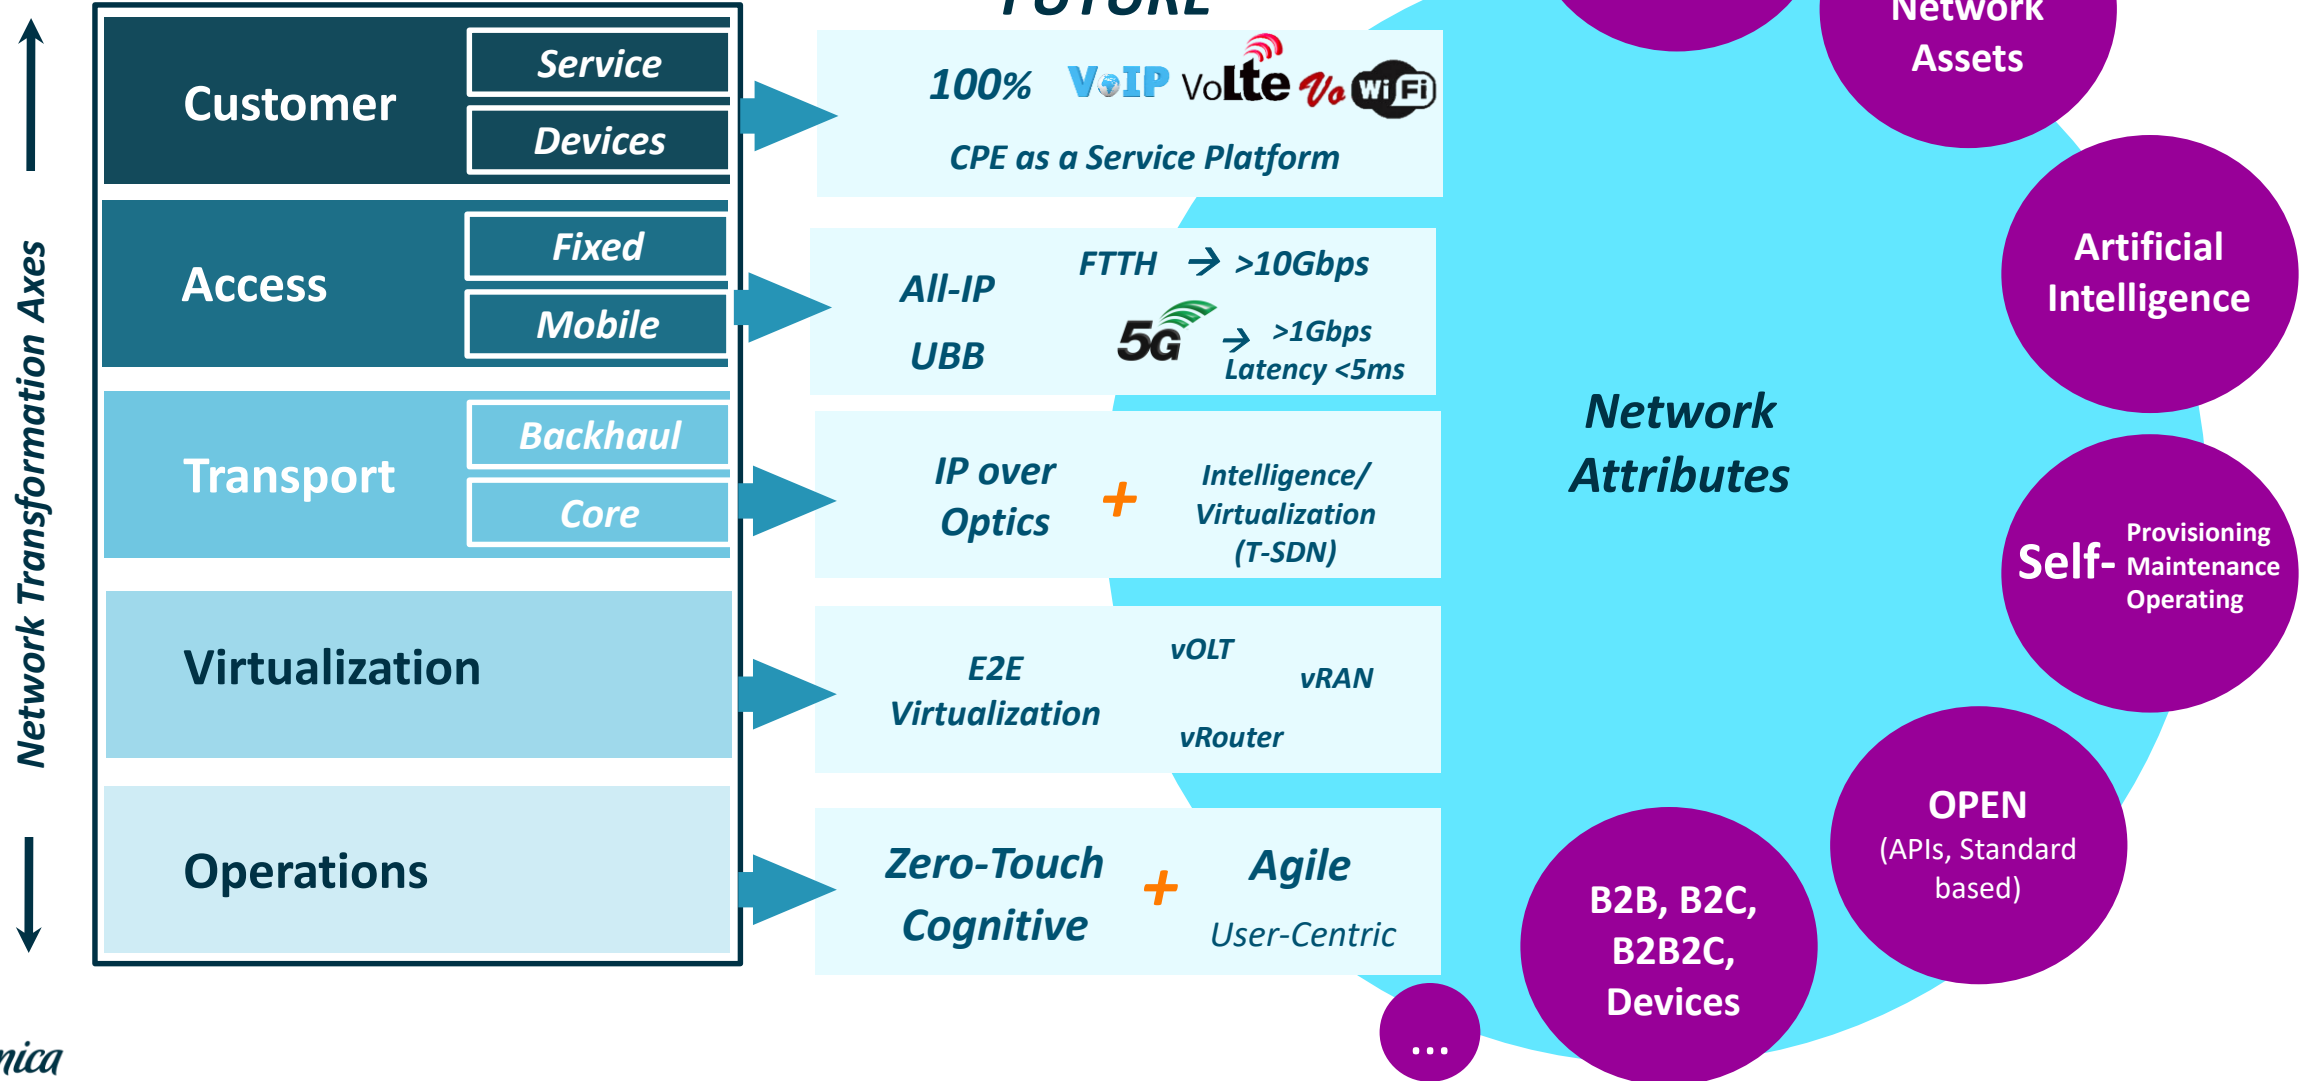 FUTURE
Network Transformation Axes
Customer
Service
Devices
100% VoIP VoLte Vo WiFi
CPE as a Service Platform
Access
Fixed
Mobile
All-IP
UBB
FTTH → >10Gbps
5G → >1Gbps
Latency <5ms
Transport
Backhaul
Core
IP over
Optics
+
Intelligence/
Virtualization
(T-SDN)
Virtualization
E2E
Virtualization
vOLT
vRAN
vRouter
Operations
Zero-Touch
Cognitive
+
Agile
User-Centric
Network
Attributes
Network
Assets
Artificial
Intelligence
Self-
Provisioning
Maintenance
Operating
OPEN
(APIs, Standard
based)
B2B, B2C,
B2B2C,
Devices
...
nica